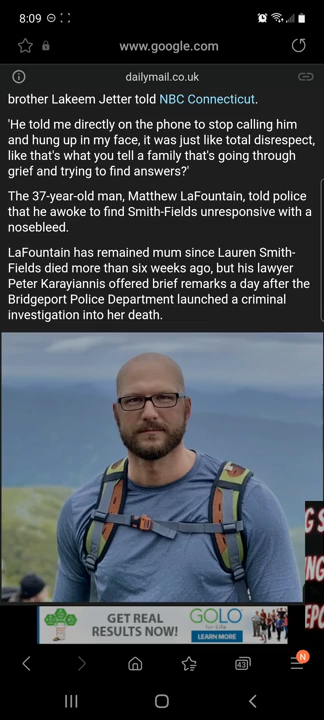 8:09
www.google.com
dailymail.co.uk
brother Lakeem Jetter told NBC Connecticut.
'He told me directly on the phone to stop calling him
and hung up in my face, it was just like total disrespect,
like that's what you tell a family that's going through
grief and trying to find answers?'
The 37-year-old man, Matthew LaFountain, told police
that he awoke to find Smith-Fields unresponsive with a
nosebleed.
LaFountain has remained mum since Lauren Smith-
Fields died more than six weeks ago, but his lawyer
Peter Karayiannis offered brief remarks a day after the
Bridgeport Police Department launched a criminal
investigation into her death.
GET REAL
RESULTS NOW!
GOLO
for Life
LEARN MORE
43
N